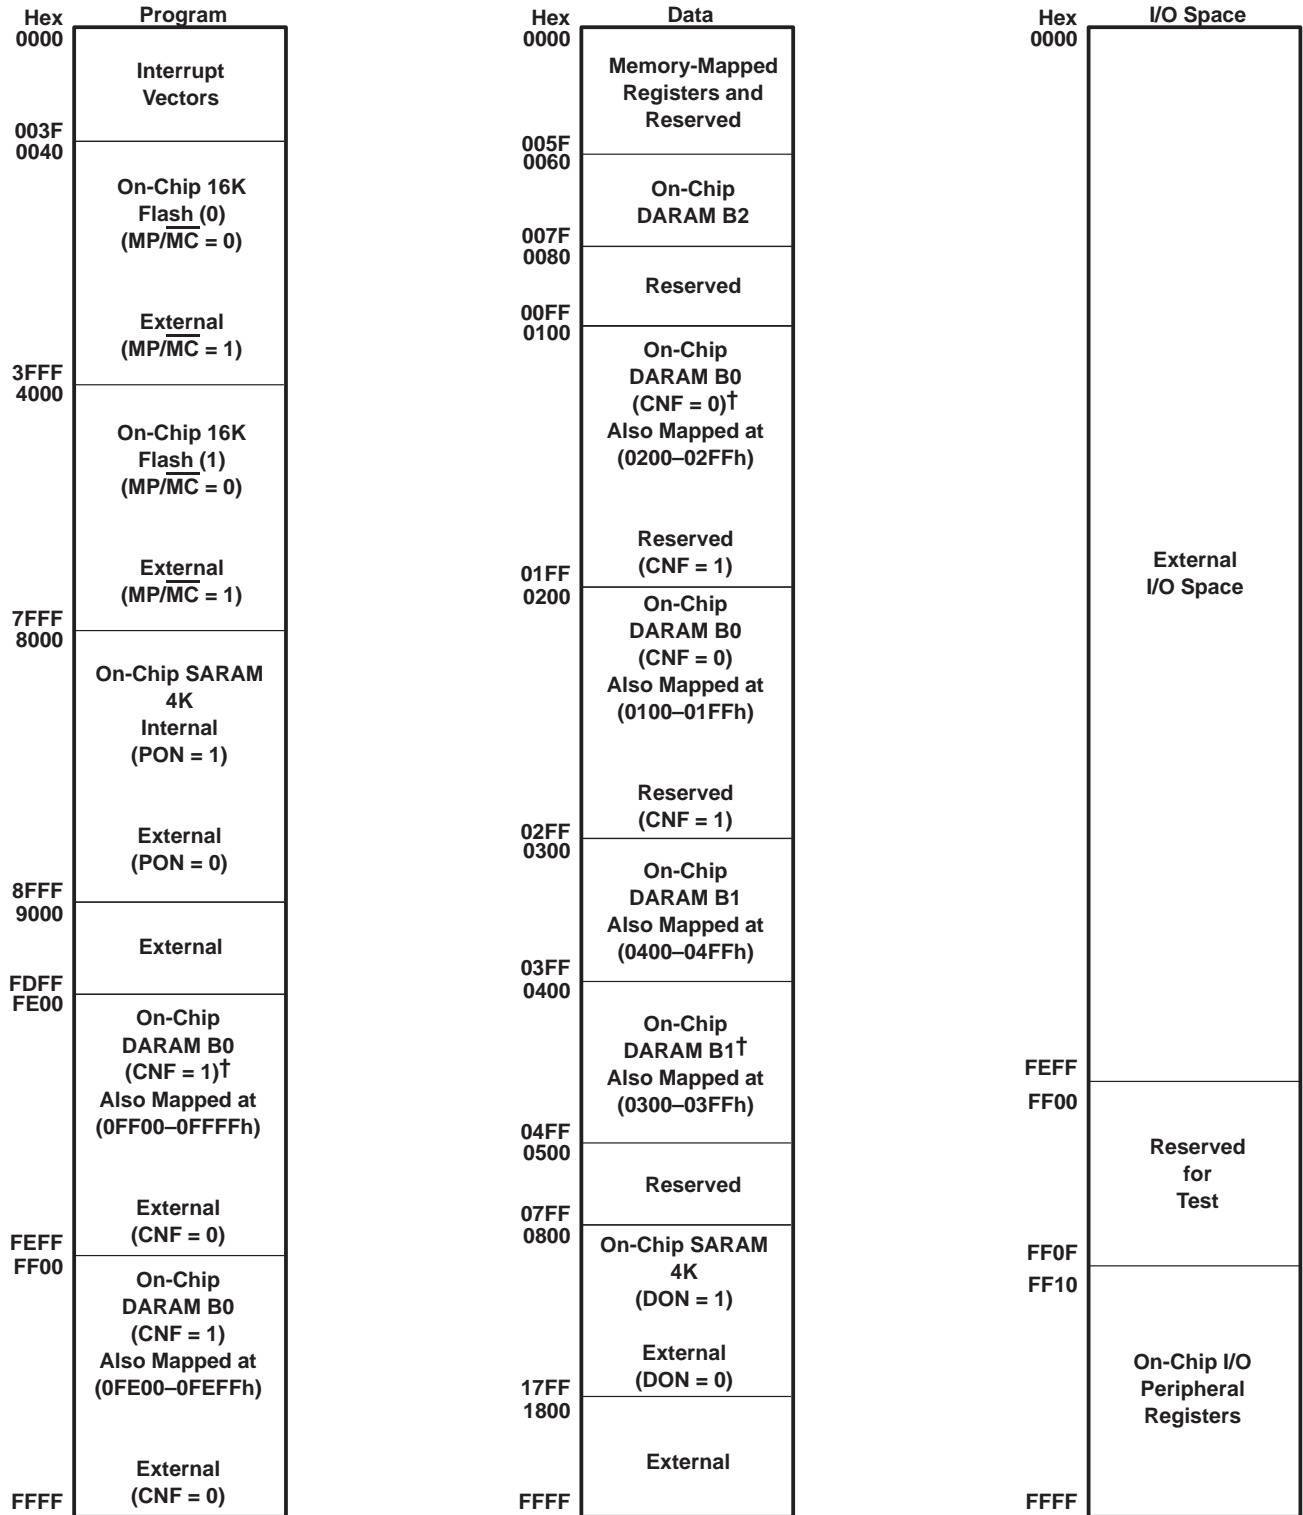 Program
Hex
0000
Interrupt
Vectors
003F
0040
On-Chip 16K
Flash (0)
(MP/M̅C̅ = 0)
External
(MP/M̅C̅ = 1)
3FFF
4000
On-Chip 16K
Flash (1)
(MP/M̅C̅ = 0)
External
(MP/M̅C̅ = 1)
7FFF
8000
On-Chip SARAM
4K
Internal
(PON = 1)
External
(PON = 0)
8FFF
9000
External
FDFF
FE00
On-Chip
DARAM B0
(CNF = 1)†
Also Mapped at
(0FF00–0FFFFh)
External
(CNF = 0)
FEFF
FF00
On-Chip
DARAM B0
(CNF = 1)
Also Mapped at
(0FE00–0FEFFh)
External
(CNF = 0)
FFFF
Data
Hex
0000
Memory-Mapped
Registers and
Reserved
005F
0060
On-Chip
DARAM B2
007F
0080
Reserved
00FF
0100
On-Chip
DARAM B0
(CNF = 0)†
Also Mapped at
(0200–02FFh)
Reserved
(CNF = 1)
01FF
0200
On-Chip
DARAM B0
(CNF = 0)
Also Mapped at
(0100–01FFh)
Reserved
(CNF = 1)
02FF
0300
On-Chip
DARAM B1
Also Mapped at
(0400–04FFh)
03FF
0400
On-Chip
DARAM B1†
Also Mapped at
(0300–03FFh)
04FF
0500
Reserved
07FF
0800
On-Chip SARAM
4K
(DON = 1)
External
(DON = 0)
17FF
1800
External
FFFF
I/O Space
Hex
0000
External
I/O Space
FEFF
FF00
Reserved
for
Test
FF0F
FF10
On-Chip I/O
Peripheral
Registers
FFFF